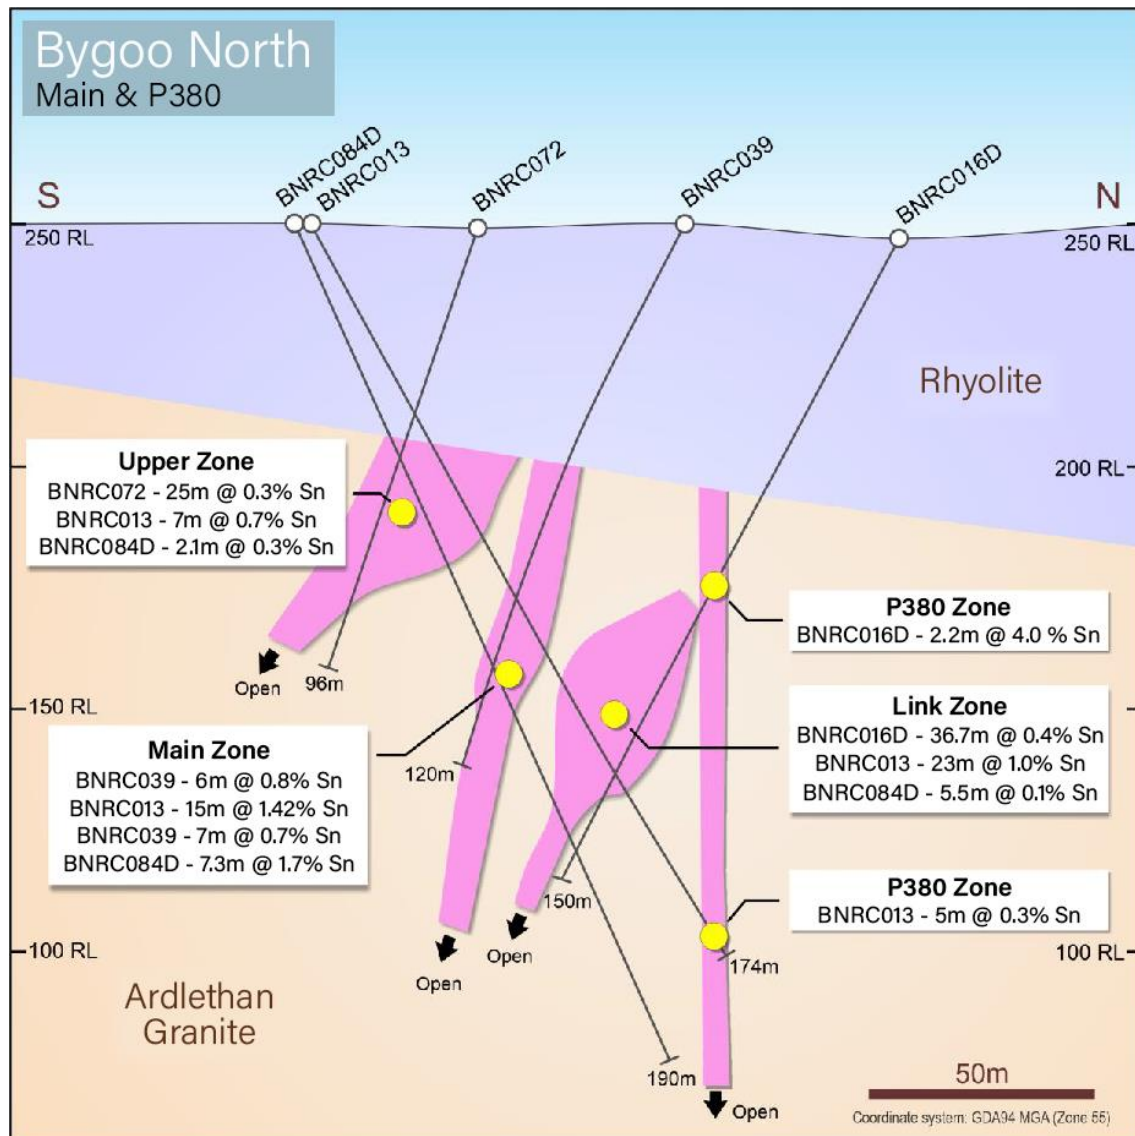 Bygoo North
Main & P380
BNRC084D
BNRC013
BNRC072
BNRC039
BNRC016D
S
N
250 RL
250 RL
Rhyolite
Upper Zone
BNRC072 - 25m @ 0.3% Sn
BNRC013 - 7m @ 0.7% Sn
BNRC084D - 2.1m @ 0.3% Sn
200 RL
P380 Zone
BNRC016D - 2.2m @ 4.0 % Sn
Open
96m
150 RL
Link Zone
BNRC016D - 36.7m @ 0.4% Sn
BNRC013 - 23m @ 1.0% Sn
BNRC084D - 5.5m @ 0.1% Sn
Main Zone
BNRC039 - 6m @ 0.8% Sn
BNRC013 - 15m @ 1.42% Sn
BNRC039 - 7m @ 0.7% Sn
BNRC084D - 7.3m @ 1.7% Sn
120m
150m
P380 Zone
BNRC013 - 5m @ 0.3% Sn
Open
Open
174m
100 RL
100 RL
Ardlethan
Granite
190m
Open
50m
Coordinate system: GDA94 MGA (Zone 55)